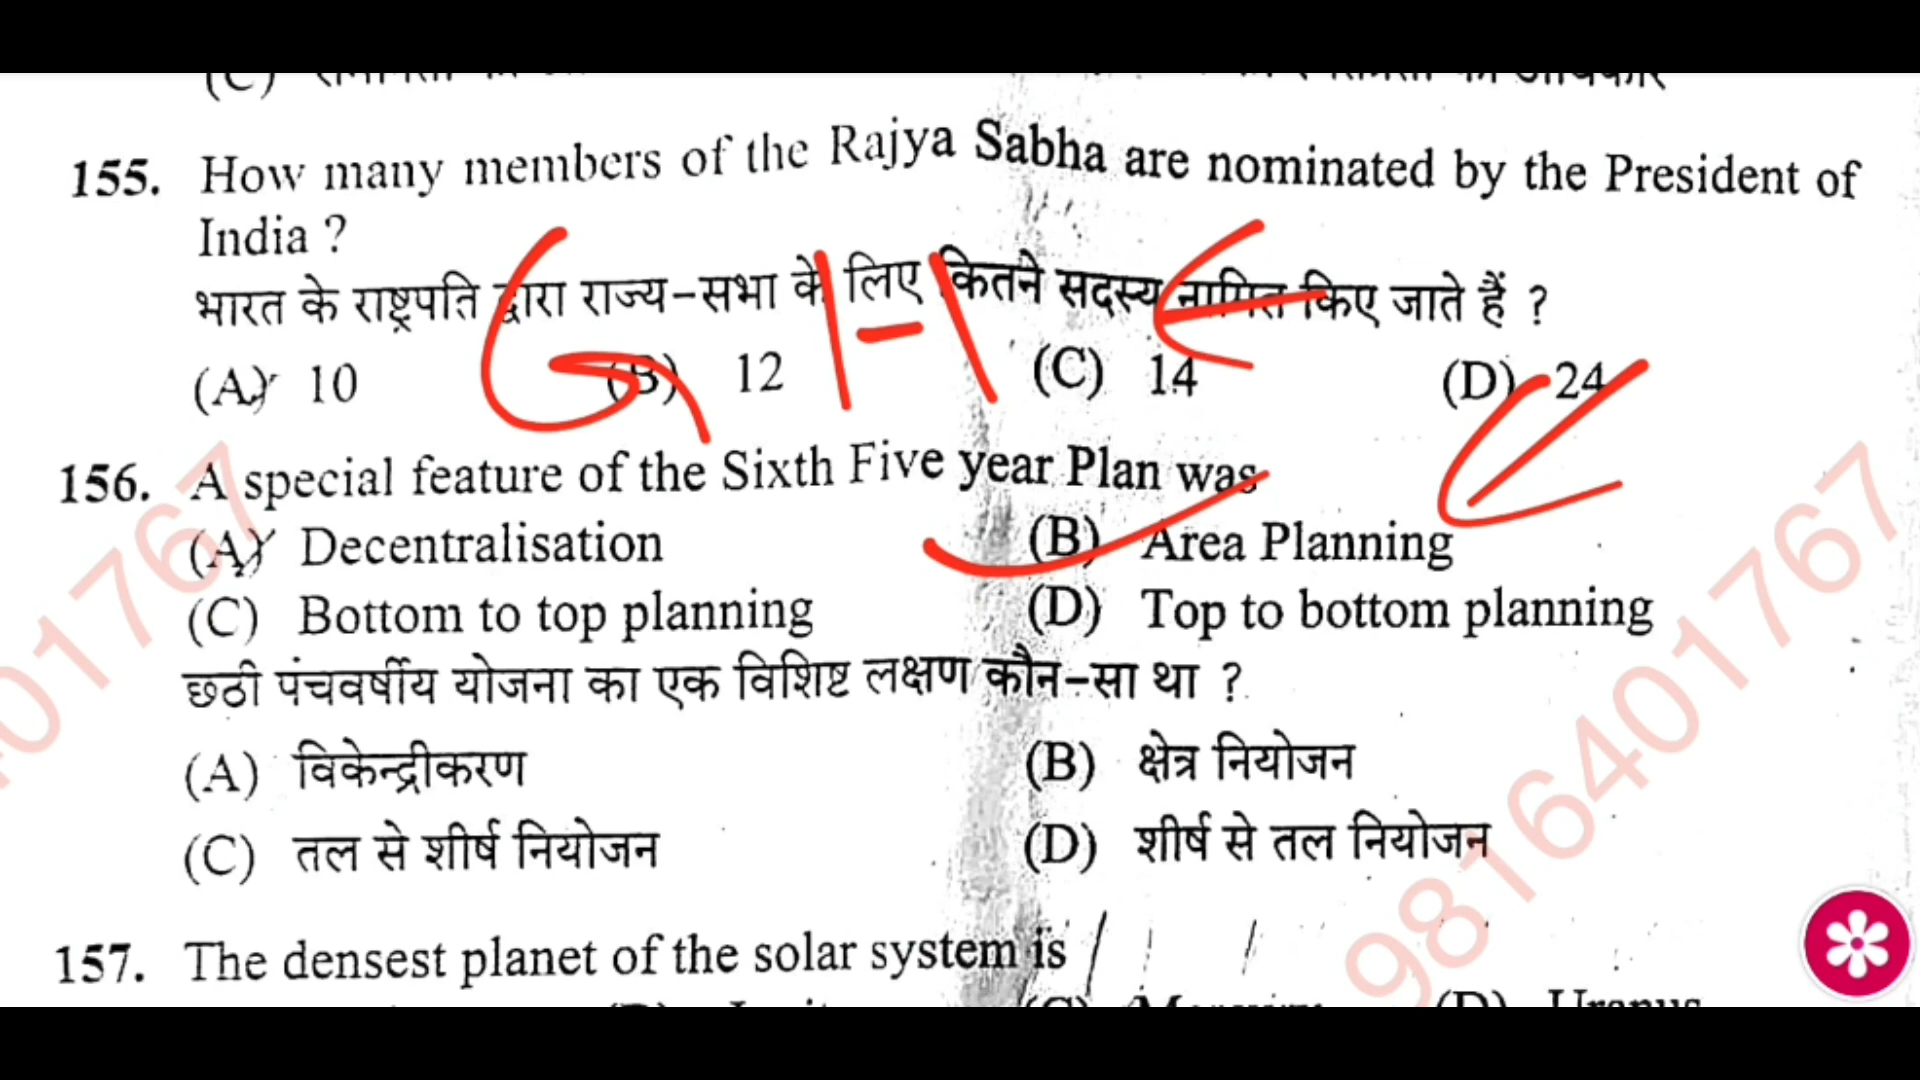 155. How many members of the Rajya Sabha are nominated by the President of
India ?
भारत के राष्ट्रपति द्वारा राज्य-सभा के लिए कितने सदस्य नामित किए जाते हैं ?
(A) 10 (B) 12 (C) 14 (D) 24
156. A special feature of the Sixth Five year Plan was
(A) Decentralisation (B) Area Planning
(C) Bottom to top planning (D) Top to bottom planning
छठी पंचवर्षीय योजना का एक विशिष्ट लक्षण कौन-सा था ?
(A) विकेन्द्रीकरण (B) क्षेत्र नियोजन
(C) तल से शीर्ष नियोजन (D) शीर्ष से तल नियोजन
157. The densest planet of the solar system is
(D) Uranus
01767
9816401767